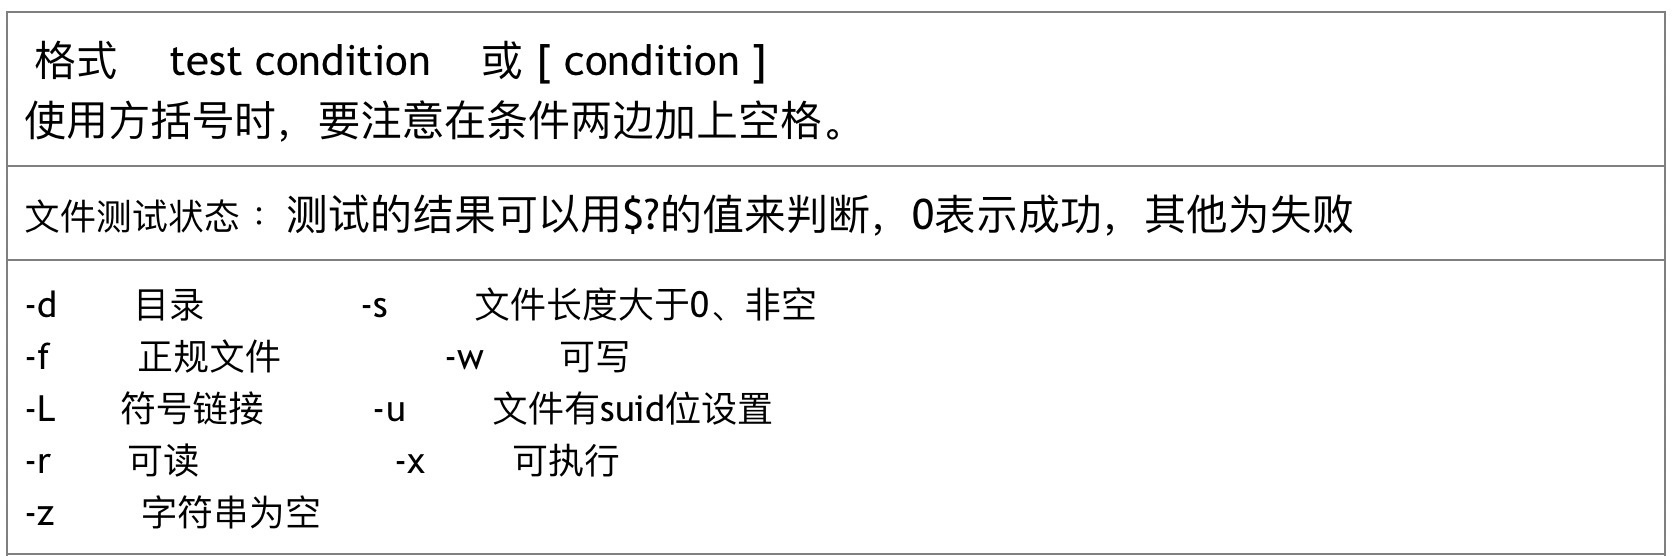 格式 test condition 或 [ condition ]
使用方括号时，要注意在条件两边加上空格。
文件测试状态： 测试的结果可以用$?的值来判断，0表示成功，其他为失败
-d 目录 -s 文件长度大于0、非空
-f 正规文件 -w 可写
-L 符号链接 -u 文件有suid位设置
-r 可读 -x 可执行
-z 字符串为空